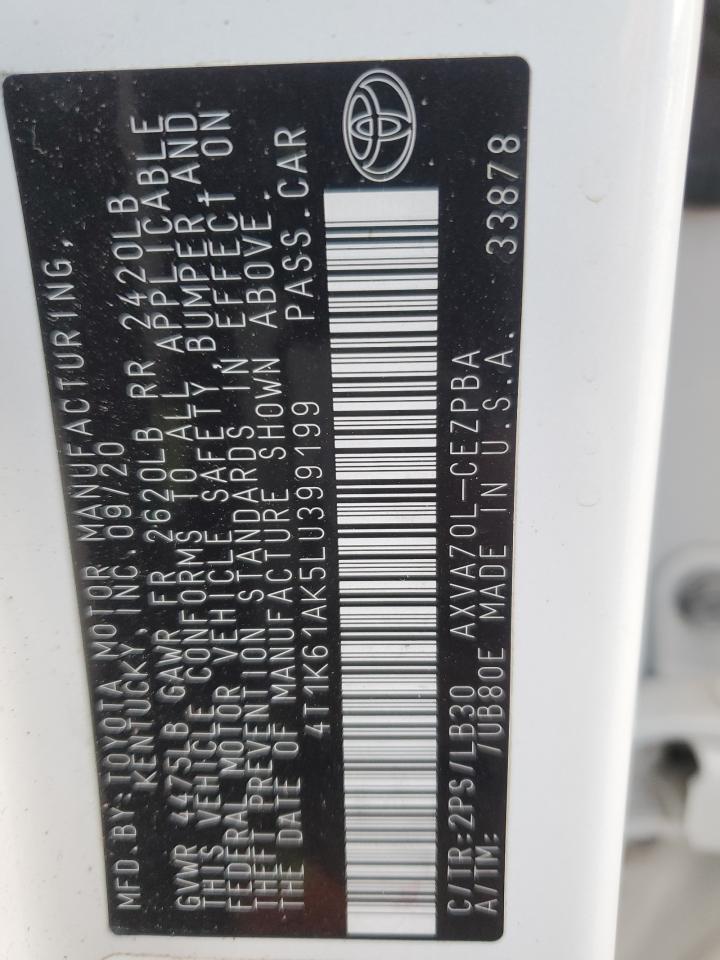 MFD.BY:TOYOTA MOTOR MANUFACTURING,
KENTUCKY, INC.09/20
GVWR 4475LB GAWR FR 2620LB RR 2420LB
THIS VEHICLE CONFORMS TO ALL APPLICABLE
FEDERAL MOTOR VEHICLE SAFETY, BUMPER, AND
THEFT PREVENTION STANDARDS IN EFFECT ON
THE DATE OF MANUFACTURE SHOWN ABOVE.
4T1K61AK5LU399199 PASS.CAR
C/TR:2PS/LB30 AXVA70L-CEZPBA
A/TM: /UB80E MADE IN U.S.A. 33878